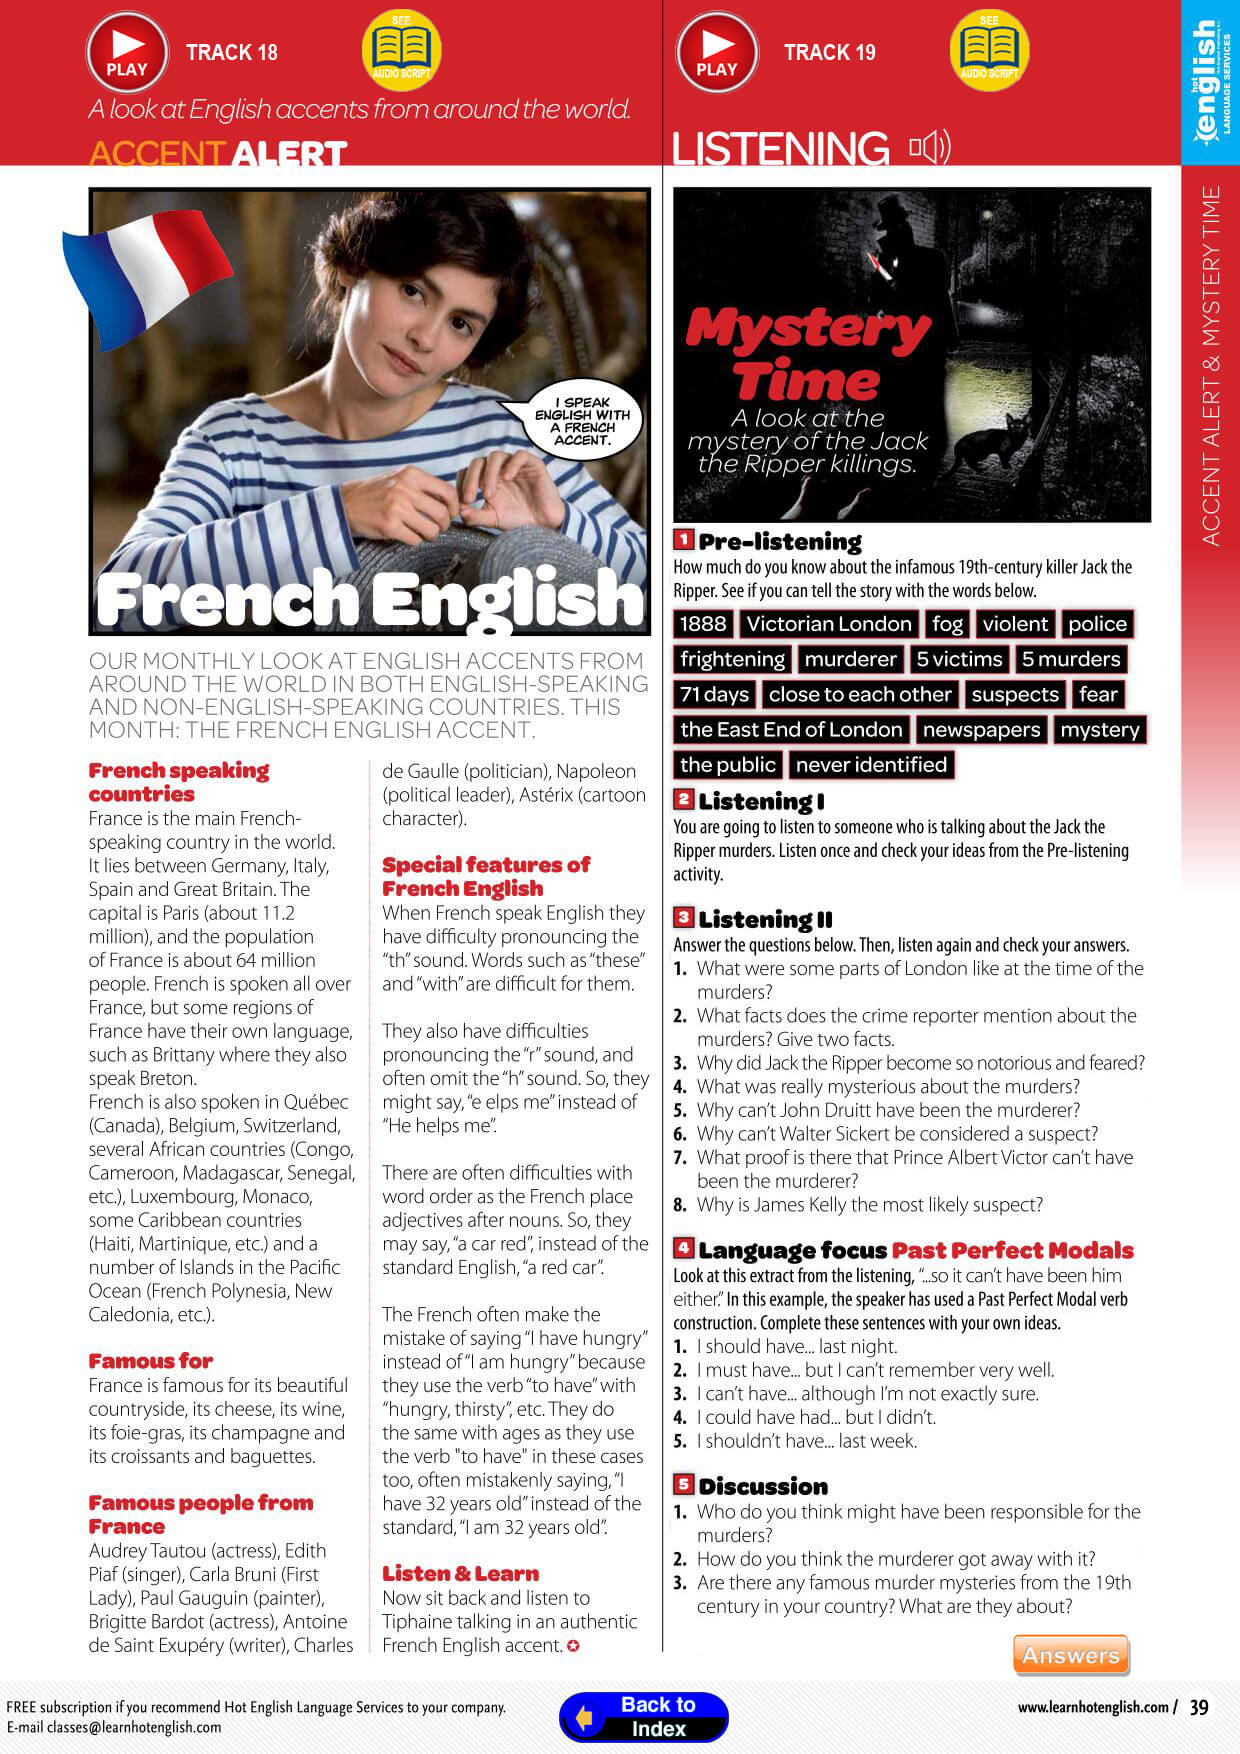 PLAY
TRACK 18
SEE
AUDIO SCRIPT
A look at English accents from around the world.
ACCENT ALERT
I SPEAK
ENGLISH WITH
A FRENCH
ACCENT.
French English
OUR MONTHLY LOOK AT ENGLISH ACCENTS FROM
AROUND THE WORLD IN BOTH ENGLISH-SPEAKING
AND NON-ENGLISH-SPEAKING COUNTRIES. THIS
MONTH: THE FRENCH ENGLISH ACCENT.
French speaking
countries
France is the main French-
speaking country in the world.
It lies between Germany, Italy,
Spain and Great Britain. The
capital is Paris (about 11.2
million), and the population
of France is about 64 million
people. French is spoken all over
France, but some regions of
France have their own language,
such as Brittany where they also
speak Breton.
French is also spoken in Québec
(Canada), Belgium, Switzerland,
several African countries (Congo,
Cameroon, Madagascar, Senegal,
etc.), Luxembourg, Monaco,
some Caribbean countries
(Haiti, Martinique, etc.) and a
number of Islands in the Pacific
Ocean (French Polynesia, New
Caledonia, etc.).
Famous for
France is famous for its beautiful
countryside, its cheese, its wine,
its foie-gras, its champagne and
its croissants and baguettes.
Famous people from
France
Audrey Tautou (actress), Edith
Piaf (singer), Carla Bruni (First
Lady), Paul Gauguin (painter),
Brigitte Bardot (actress), Antoine
de Saint Exupéry (writer), Charles
de Gaulle (politician), Napoleon
(political leader), Astérix (cartoon
character).
Special features of
French English
When French speak English they
have difficulty pronouncing the
“th” sound. Words such as “these”
and “with” are difficult for them.
They also have difficulties
pronouncing the “r” sound, and
often omit the “h” sound. So, they
might say, “e elps me” instead of
“He helps me”.
There are often difficulties with
word order as the French place
adjectives after nouns. So, they
may say, “a car red”, instead of the
standard English, “a red car”.
The French often make the
mistake of saying “I have hungry”
instead of “I am hungry” because
they use the verb “to have” with
“hungry, thirsty”, etc. They do
the same with ages as they use
the verb "to have" in these cases
too, often mistakenly saying, “I
have 32 years old” instead of the
standard, “I am 32 years old”.
Listen & Learn
Now sit back and listen to
Tiphaine talking in an authentic
French English accent.
PLAY
TRACK 19
SEE
AUDIO SCRIPT
LISTENING
Mystery
Time
A look at the
mystery of the Jack
the Ripper killings.
1 Pre-listening
How much do you know about the infamous 19th-century killer Jack the
Ripper. See if you can tell the story with the words below.
1888 Victorian London fog violent police
frightening murderer 5 victims 5 murders
71 days close to each other suspects fear
the East End of London newspapers mystery
the public never identified
2 Listening I
You are going to listen to someone who is talking about the Jack the
Ripper murders. Listen once and check your ideas from the Pre-listening
activity.
3 Listening II
Answer the questions below. Then, listen again and check your answers.
1. What were some parts of London like at the time of the
murders?
2. What facts does the crime reporter mention about the
murders? Give two facts.
3. Why did Jack the Ripper become so notorious and feared?
4. What was really mysterious about the murders?
5. Why can’t John Druitt have been the murderer?
6. Why can’t Walter Sickert be considered a suspect?
7. What proof is there that Prince Albert Victor can’t have
been the murderer?
8. Why is James Kelly the most likely suspect?
4 Language focus Past Perfect Modals
Look at this extract from the listening, “...so it can’t have been him
either.” In this example, the speaker has used a Past Perfect Modal verb
construction. Complete these sentences with your own ideas.
1. I should have... last night.
2. I must have... but I can’t remember very well.
3. I can’t have... although I’m not exactly sure.
4. I could have had... but I didn’t.
5. I shouldn’t have... last week.
5 Discussion
1. Who do you think might have been responsible for the
murders?
2. How do you think the murderer got away with it?
3. Are there any famous murder mysteries from the 19th
century in your country? What are they about?
Answers
hot
english
LANGUAGE SERVICES
ACCENT ALERT & MYSTERY TIME
FREE subscription if you recommend Hot English Language Services to your company.
E-mail classes@learnhotenglish.com
Back to
Index
www.learnhotenglish.com / 39